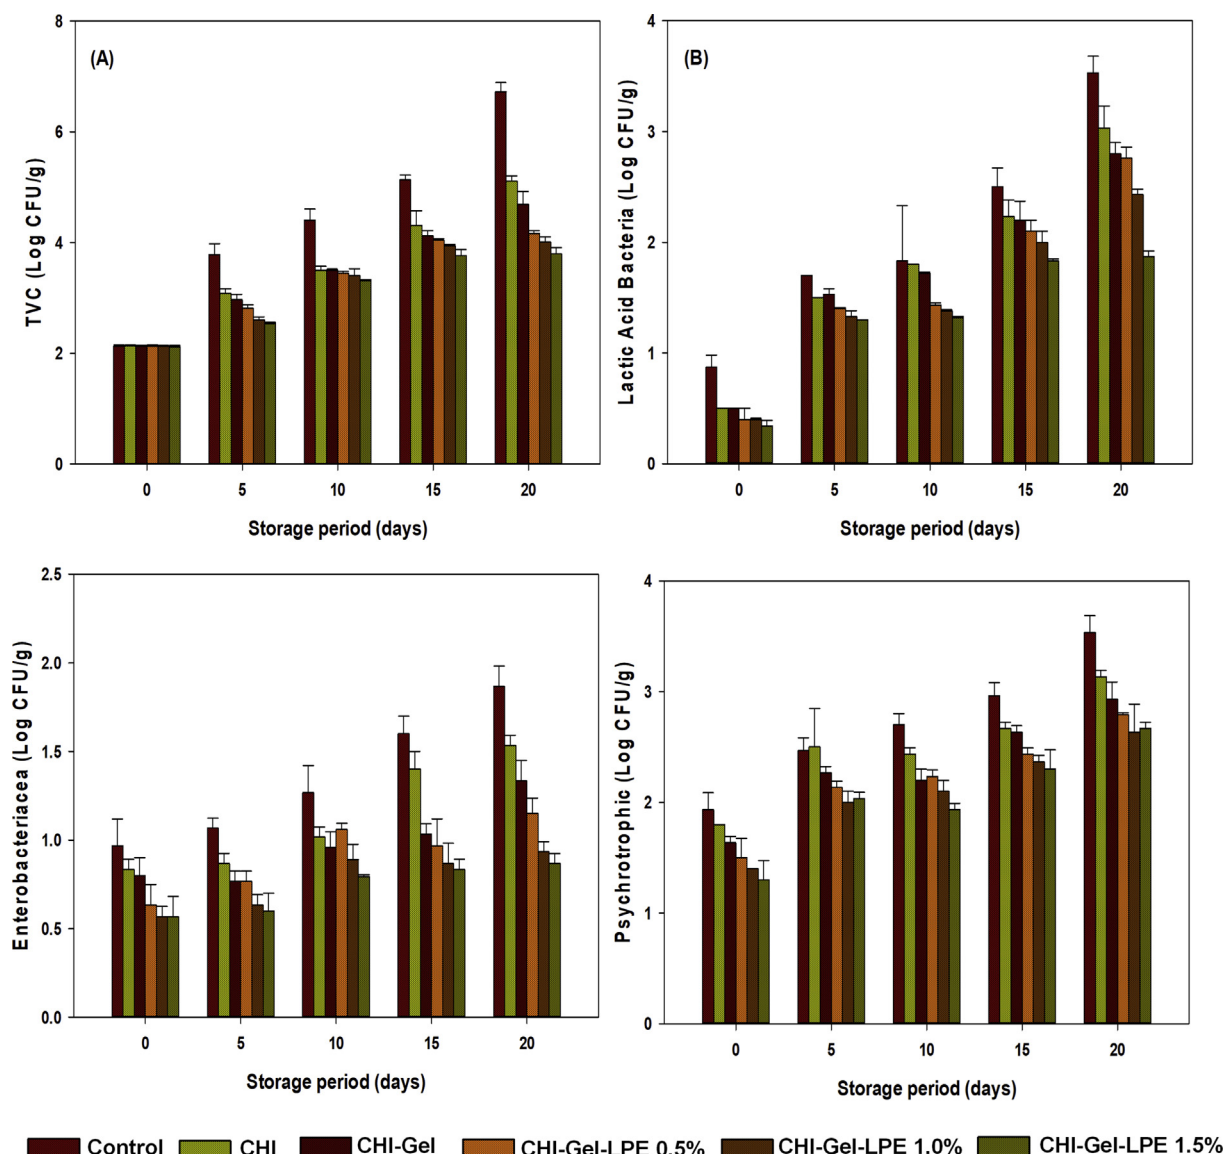 (A)
TVC (Log CFU/g)
8
6
4
2
0
0 5 10 15 20
Storage period (days)
(B)
Lactic Acid Bacteria (Log CFU/g)
4
3
2
1
0
0 5 10 15 20
Storage period (days)
Enterobacteriacea (Log CFU/g)
2.5
2.0
1.5
1.0
0.5
0.0
0 5 10 15 20
Storage period (days)
Psychrotrophic (Log CFU/g)
4
3
2
1
0
0 5 10 15 20
Storage period (days)
Control CHI CHI-Gel CHI-Gel-LPE 0.5% CHI-Gel-LPE 1.0% CHI-Gel-LPE 1.5%